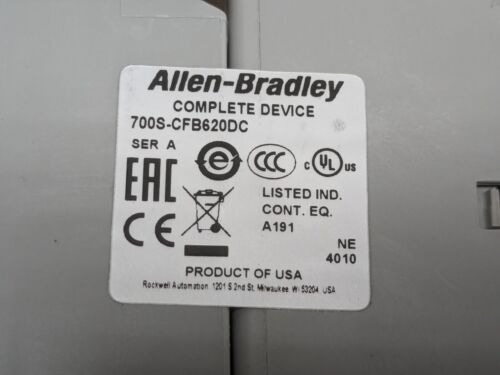 Allen-Bradley
COMPLETE DEVICE
700S-CFB620DC
SER A
e
CCC
c UL us
EAC
LISTED IND.
CONT. EQ.
A191
CE
NE
4010
PRODUCT OF USA
Rockwell Automation 1201 S 2nd St, Milwaukee WI 53204 USA